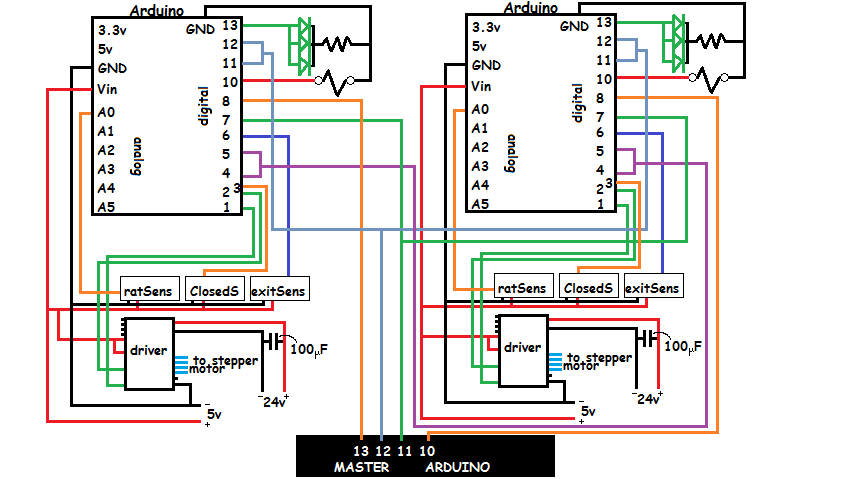 Arduino
3.3v
5v
GND
Vin
A0
A1
A2
A3
A4
A5
analog
digital
GND
13
12
11
10
8
7
6
5
4
3
2
1
ratSens
ClosedS
exitSens
driver
to stepper
motor
100µF
-24v+
-
5v
+
Arduino
3.3v
5v
GND
Vin
A0
A1
A2
A3
A4
A5
analog
digital
GND
13
12
11
10
8
7
6
5
4
3
2
1
ratSens
ClosedS
exitSens
driver
to stepper
motor
100µF
-24v+
-
5v
+
13 12 11 10
MASTER ARDUINO